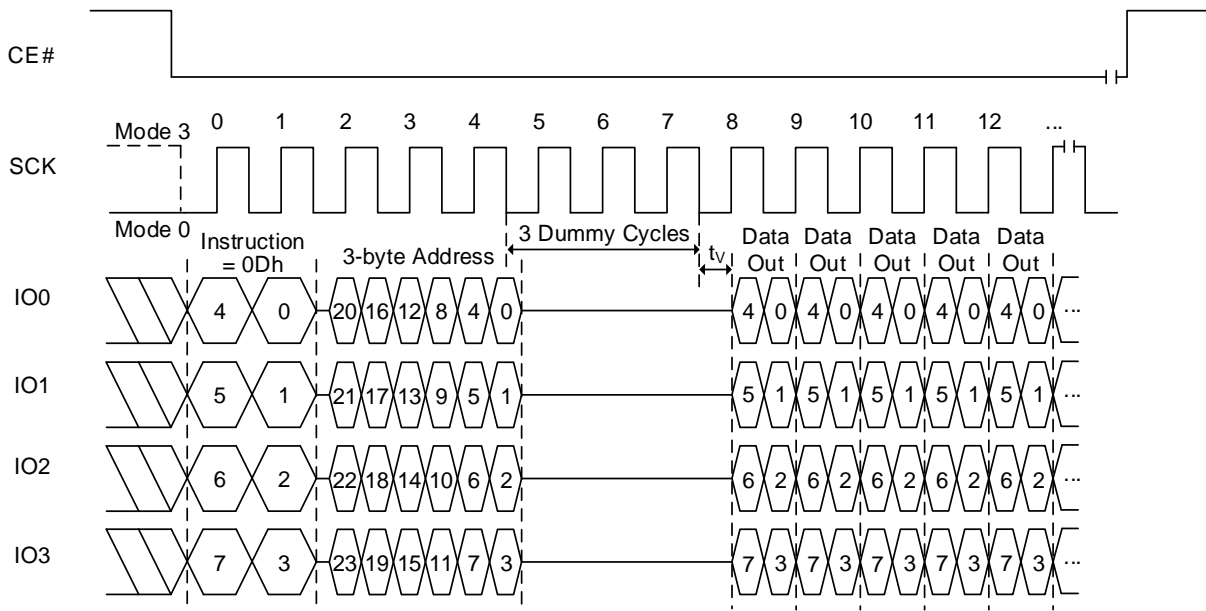 CE#
0 1 2 3 4 5 6 7 8 9 10 11 12 ...
Mode 3
SCK
Mode 0
3 Dummy Cycles
Instruction
= 0Dh
3-byte Address
tV
Data Data Data Data Data
Out Out Out Out Out
IO0 4 0 20 16 12 8 4 0 4 0 4 0 4 0 4 0 4 0 ...
IO1 5 1 21 17 13 9 5 1 5 1 5 1 5 1 5 1 5 1 ...
IO2 6 2 22 18 14 10 6 2 6 2 6 2 6 2 6 2 6 2 ...
IO3 7 3 23 19 15 11 7 3 7 3 7 3 7 3 7 3 7 3 ...